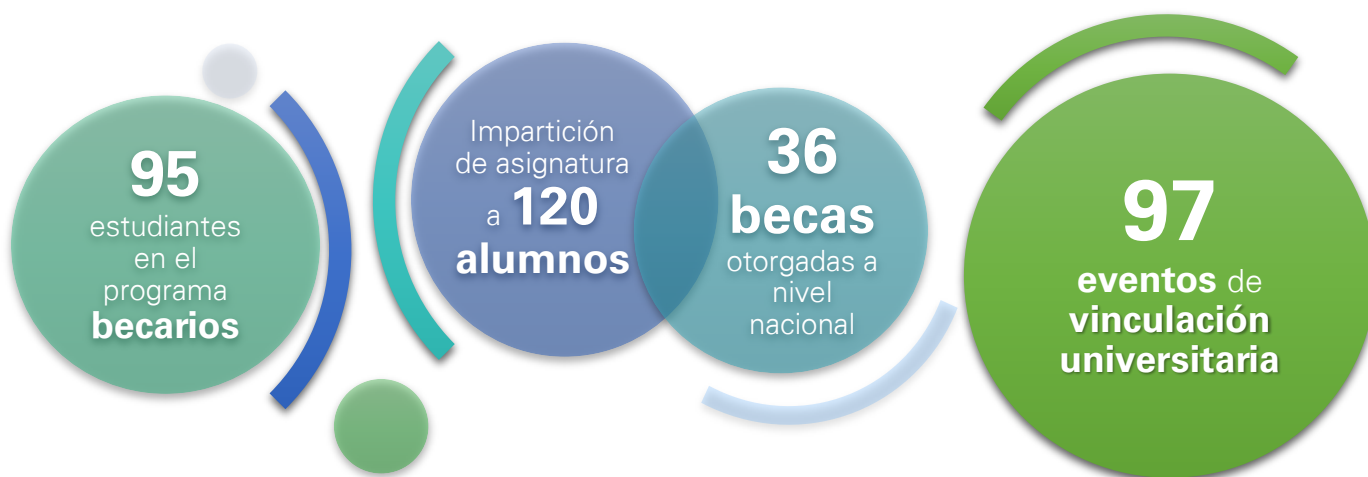 95
estudiantes
en el
programa
becarios
Impartición
de asignatura
a 120
alumnos
36
becas
otorgadas a
nivel
nacional
97
eventos de
vinculación
universitaria